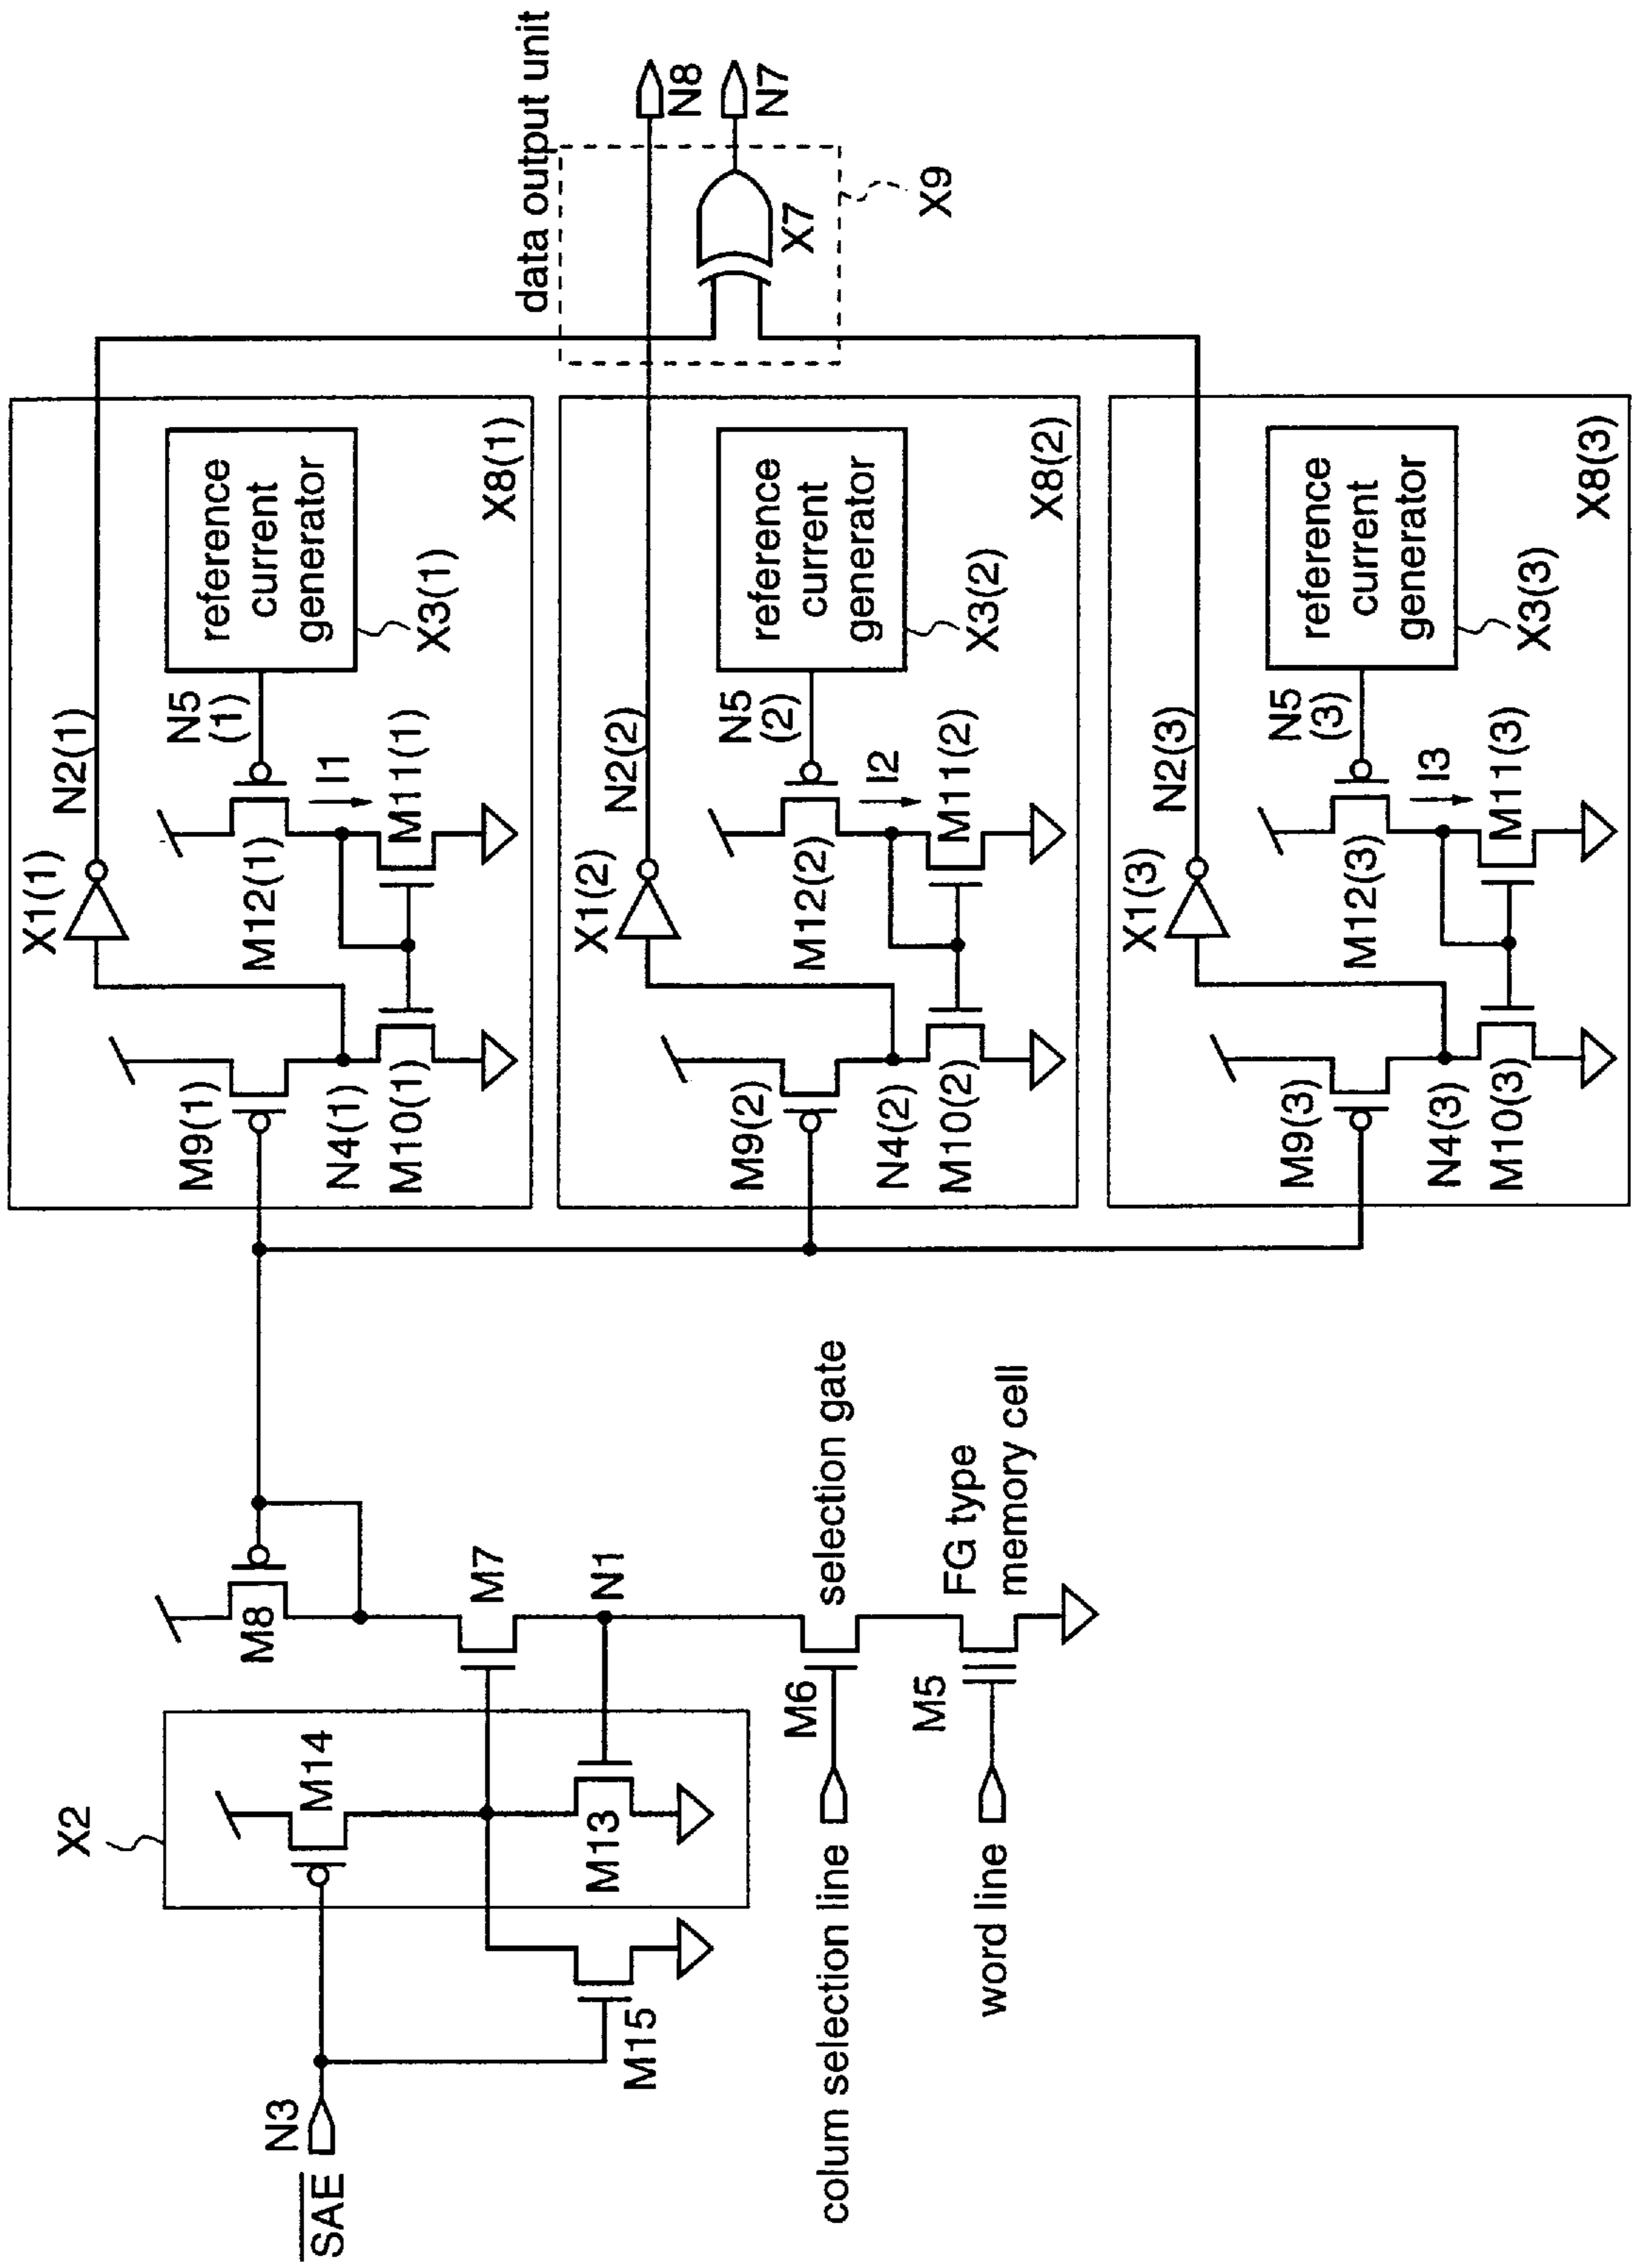 SAE
N3
X2
M14
M13
M15
M8
M7
N1
M6
selection gate
M5
FG type
memory cell
colum selection line
word line
X1(1)
N2(1)
M9(1)
N4(1)
M10(1)
M12(1)
N5
(1)
I1
M11(1)
reference
current
generator
X3(1)
X8(1)
X1(2)
N2(2)
M9(2)
N4(2)
M10(2)
M12(2)
N5
(2)
I2
M11(2)
reference
current
generator
X3(2)
X8(2)
X1(3)
N2(3)
M9(3)
N4(3)
M10(3)
M12(3)
N5
(3)
I3
M11(3)
reference
current
generator
X3(3)
X8(3)
data output unit
X7
X9
N8
N7